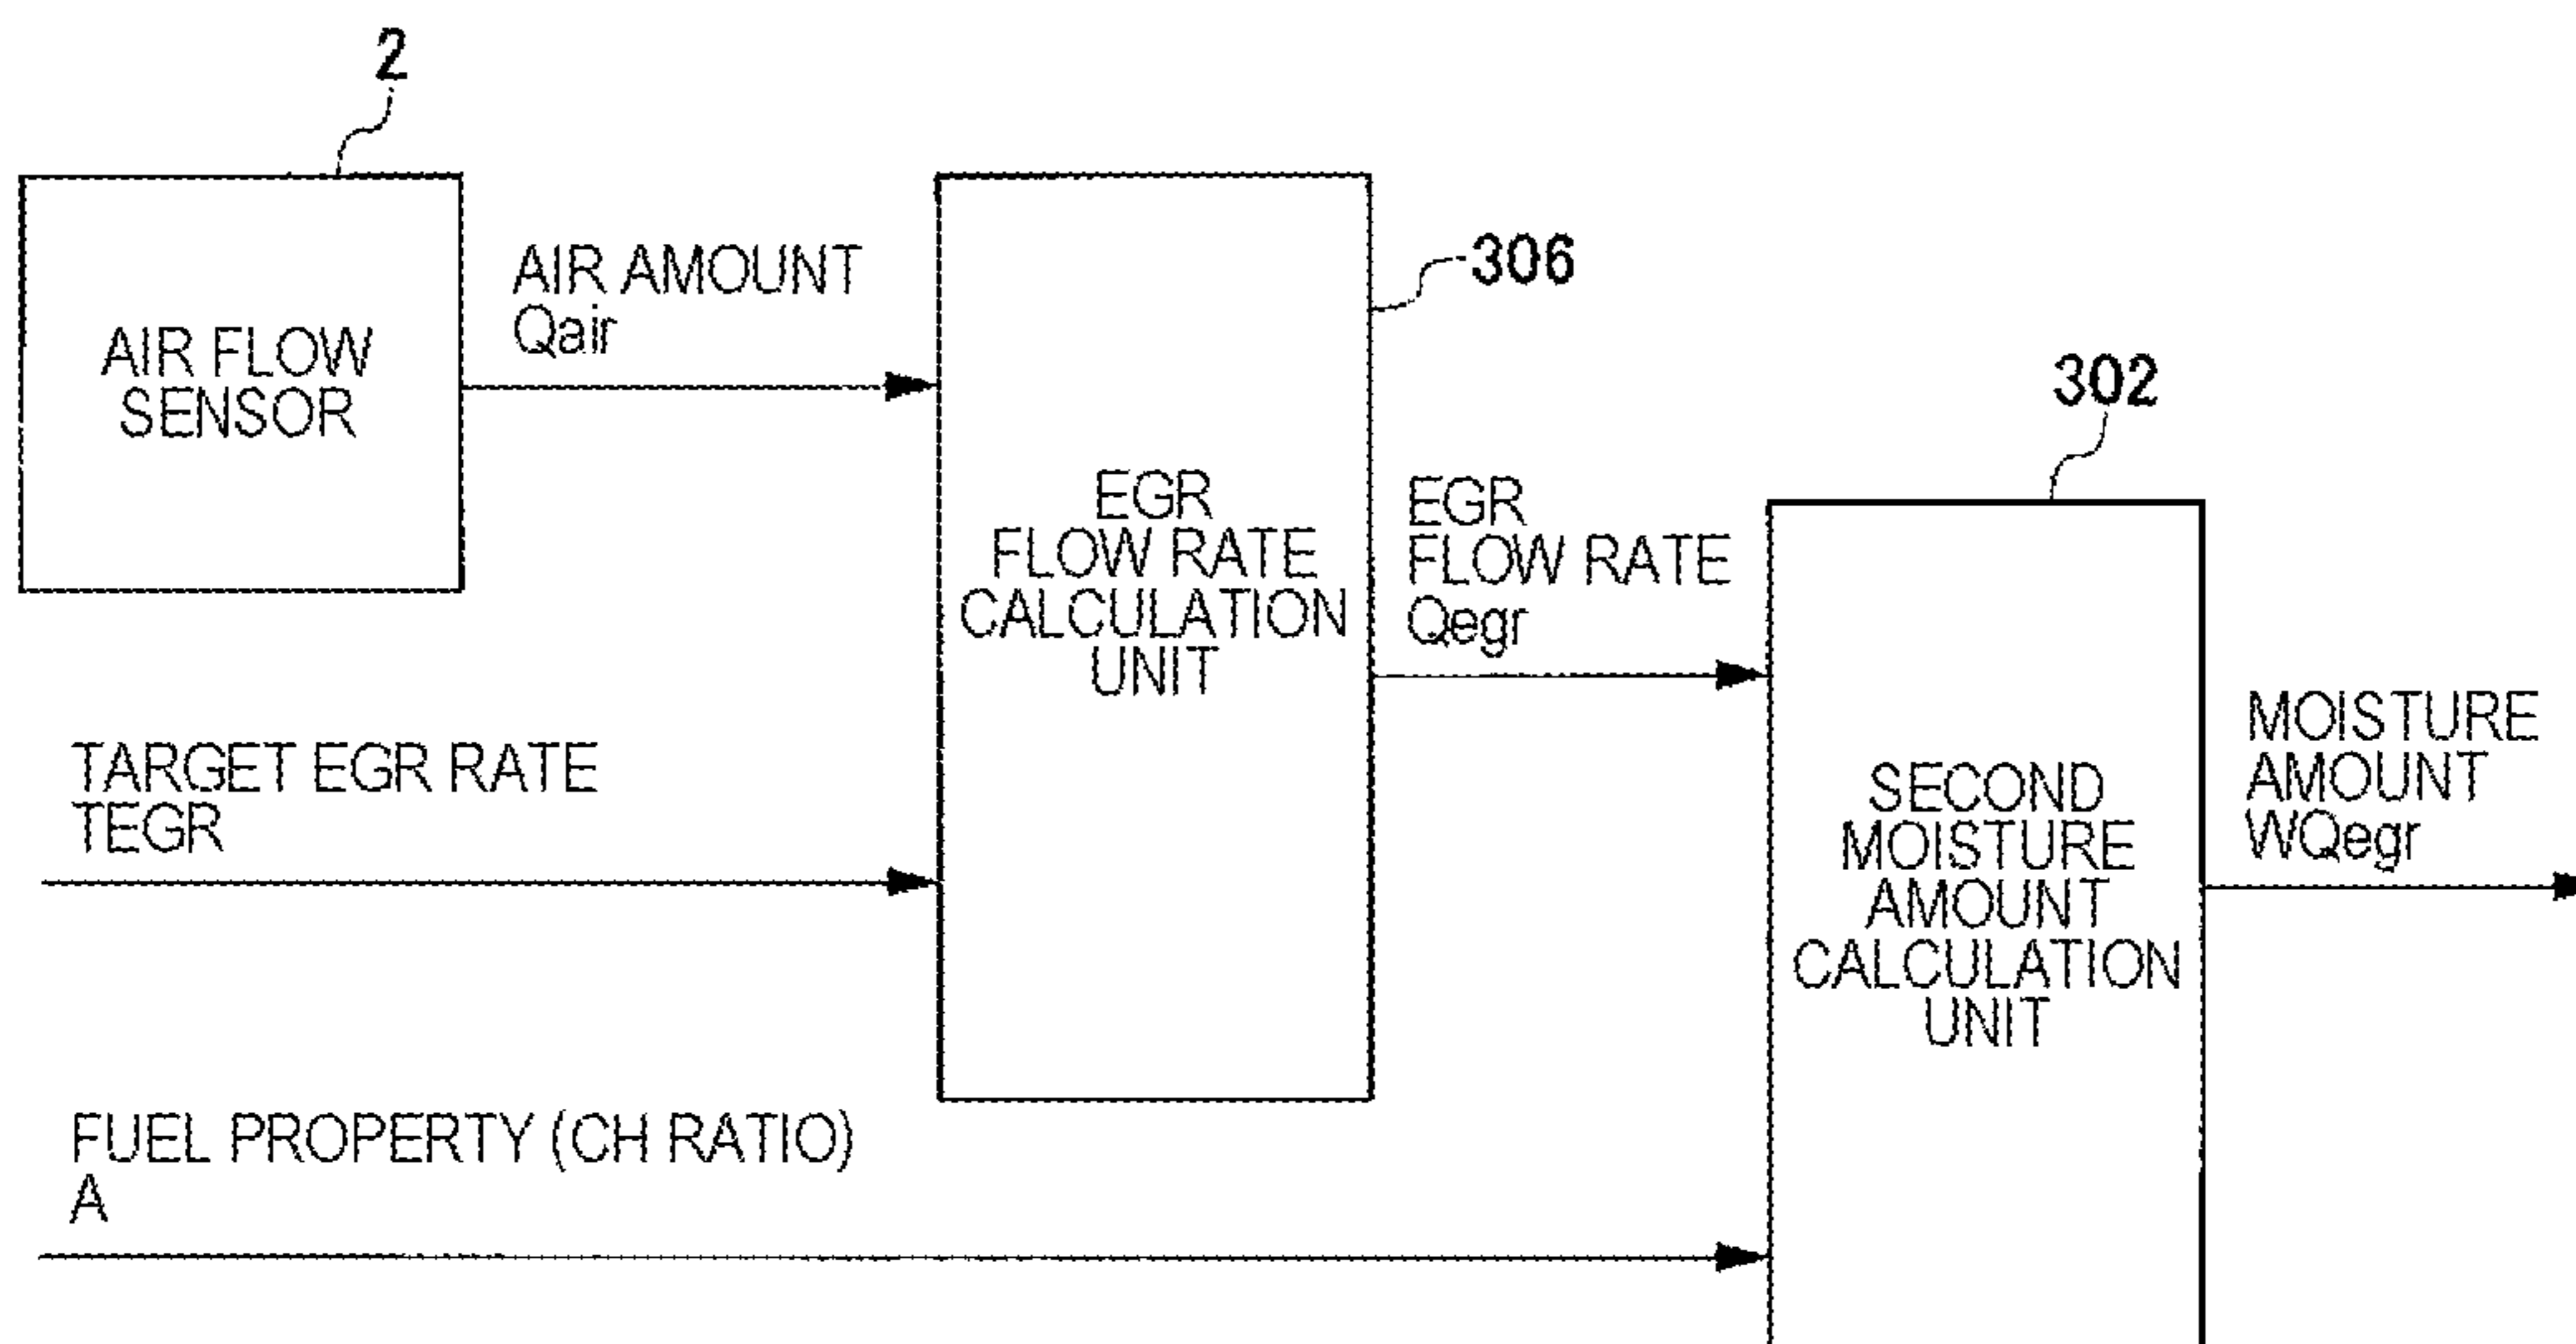 2
AIR FLOW
SENSOR
AIR AMOUNT
Qair
306
EGR
FLOW RATE
CALCULATION
UNIT
302
EGR
FLOW RATE
Qegr
TARGET EGR RATE
TEGR
SECOND
MOISTURE
AMOUNT
CALCULATION
UNIT
MOISTURE
AMOUNT
WQegr
FUEL PROPERTY (CH RATIO)
A